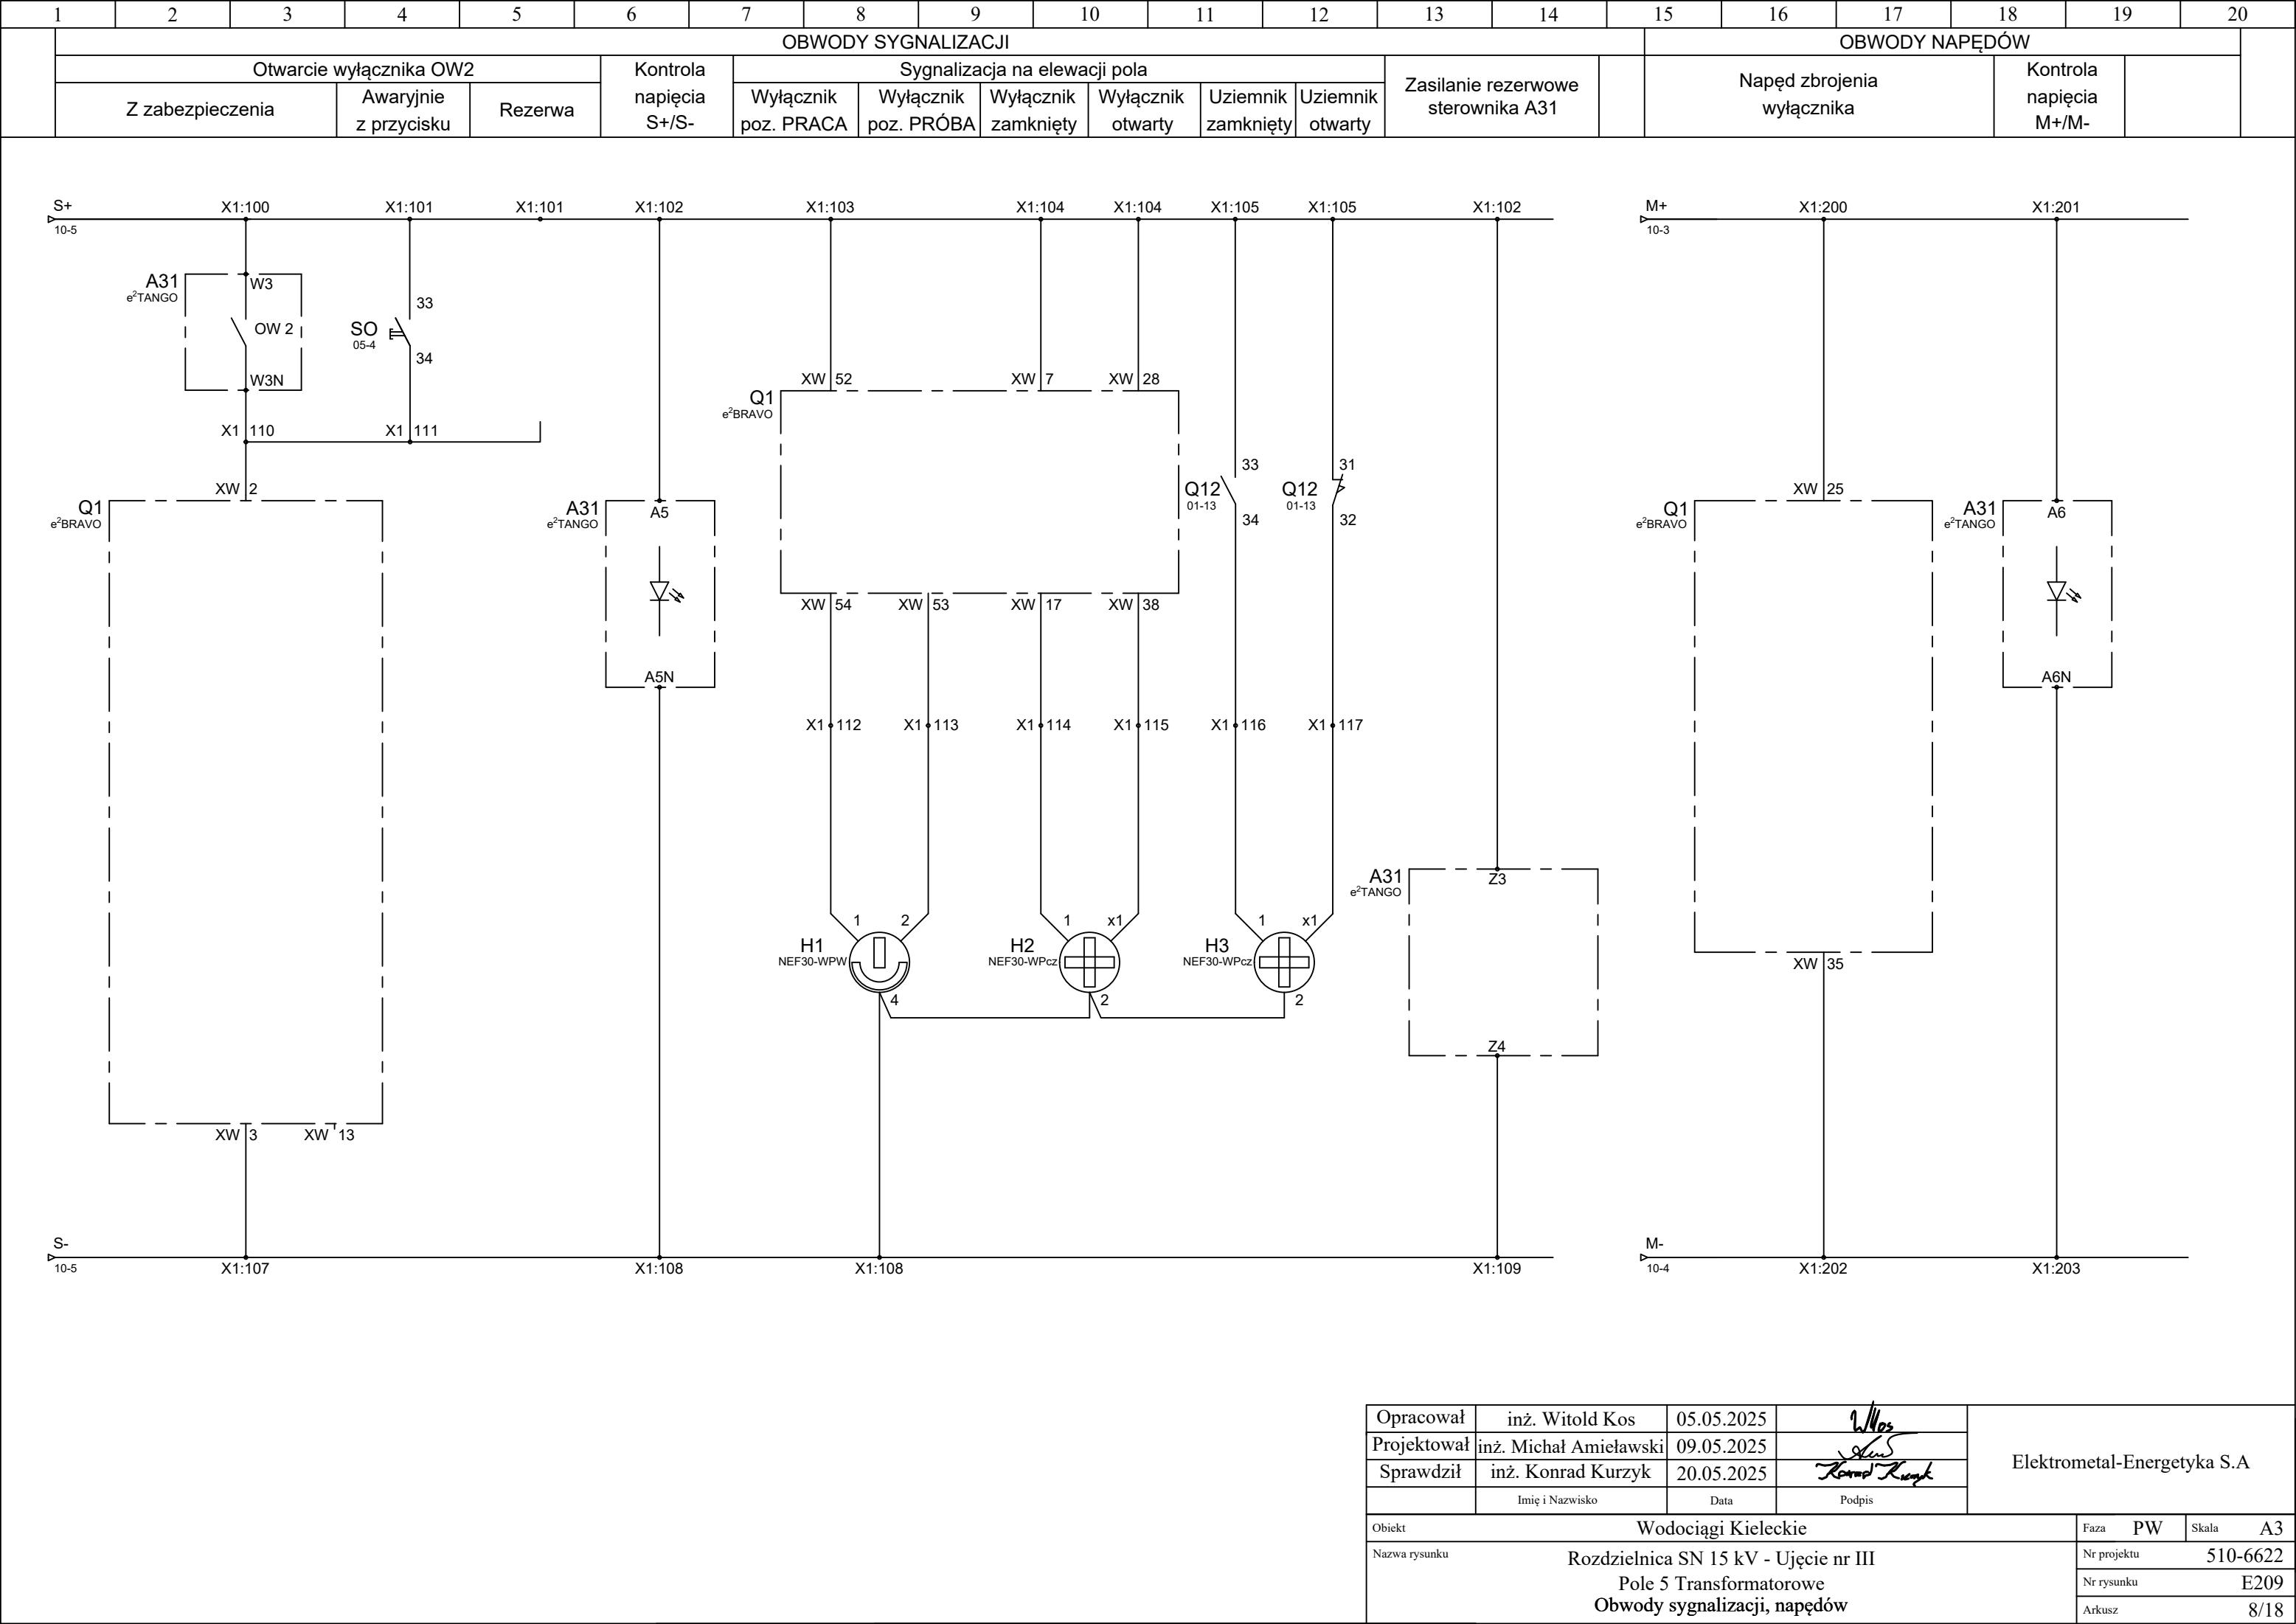 1 2 3 4 5 6 7 8 9 10 11 12 13 14 15 16 17 18 19 20
OBWODY SYGNALIZACJI OBWODY NAPĘDÓW
Otwarcie wyłącznika OW2
Z zabezpieczenia
Awaryjnie
z przycisku
Rezerwa
Kontrola
napięcia
S+/S-
Sygnalizacja na elewacji pola
Wyłącznik
poz. PRACA
Wyłącznik
poz. PRÓBA
Wyłącznik
zamknięty
Wyłącznik
otwarty
Uziemnik
zamknięty
Uziemnik
otwarty
Zasilanie rezerwowe
sterownika A31
Napęd zbrojenia
wyłącznika
Kontrola
napięcia
M+/M-
S+ X1:100 X1:101 X1:101 X1:102 X1:103 X1:104 X1:104 X1:105 X1:105 X1:102 M+ X1:200 X1:201
10-5 10-3
A31
e²TANGO
W3
OW 2
W3N
SO
05-4
33
34
X1 110 X1 111
Q1
e²BRAVO
XW 2
XW 3 XW 13
A31
e²TANGO
A5
A5N
Q1
e²BRAVO
XW 52 XW 7 XW 28
XW 54 XW 53 XW 17 XW 38
Q12
01-13
33
34
Q12
01-13
31
32
X1 112 X1 113 X1 114 X1 115 X1 116 X1 117
H1
NEF30-WPW
1 2
4
H2
NEF30-WPcz
1 x1
2
H3
NEF30-WPcz
1 x1
2
A31
e²TANGO
Z3
Z4
Q1
e²BRAVO
XW 25
XW 35
A31
e²TANGO
A6
A6N
S- M-
10-5 X1:107 X1:108 X1:108 X1:109 10-4 X1:202 X1:203
Opracował inż. Witold Kos 05.05.2025 WKos
Projektował inż. Michał Amieławski 09.05.2025
Sprawdził inż. Konrad Kurzyk 20.05.2025 Konrad Kurzyk
Imię i Nazwisko Data Podpis
Elektrometal-Energetyka S.A
Obiekt Wodociągi Kieleckie Faza PW Skala A3
Nazwa rysunku Rozdzielnica SN 15 kV - Ujęcie nr III
Pole 5 Transformatorowe
Obwody sygnalizacji, napędów
Nr projektu 510-6622
Nr rysunku E209
Arkusz 8/18